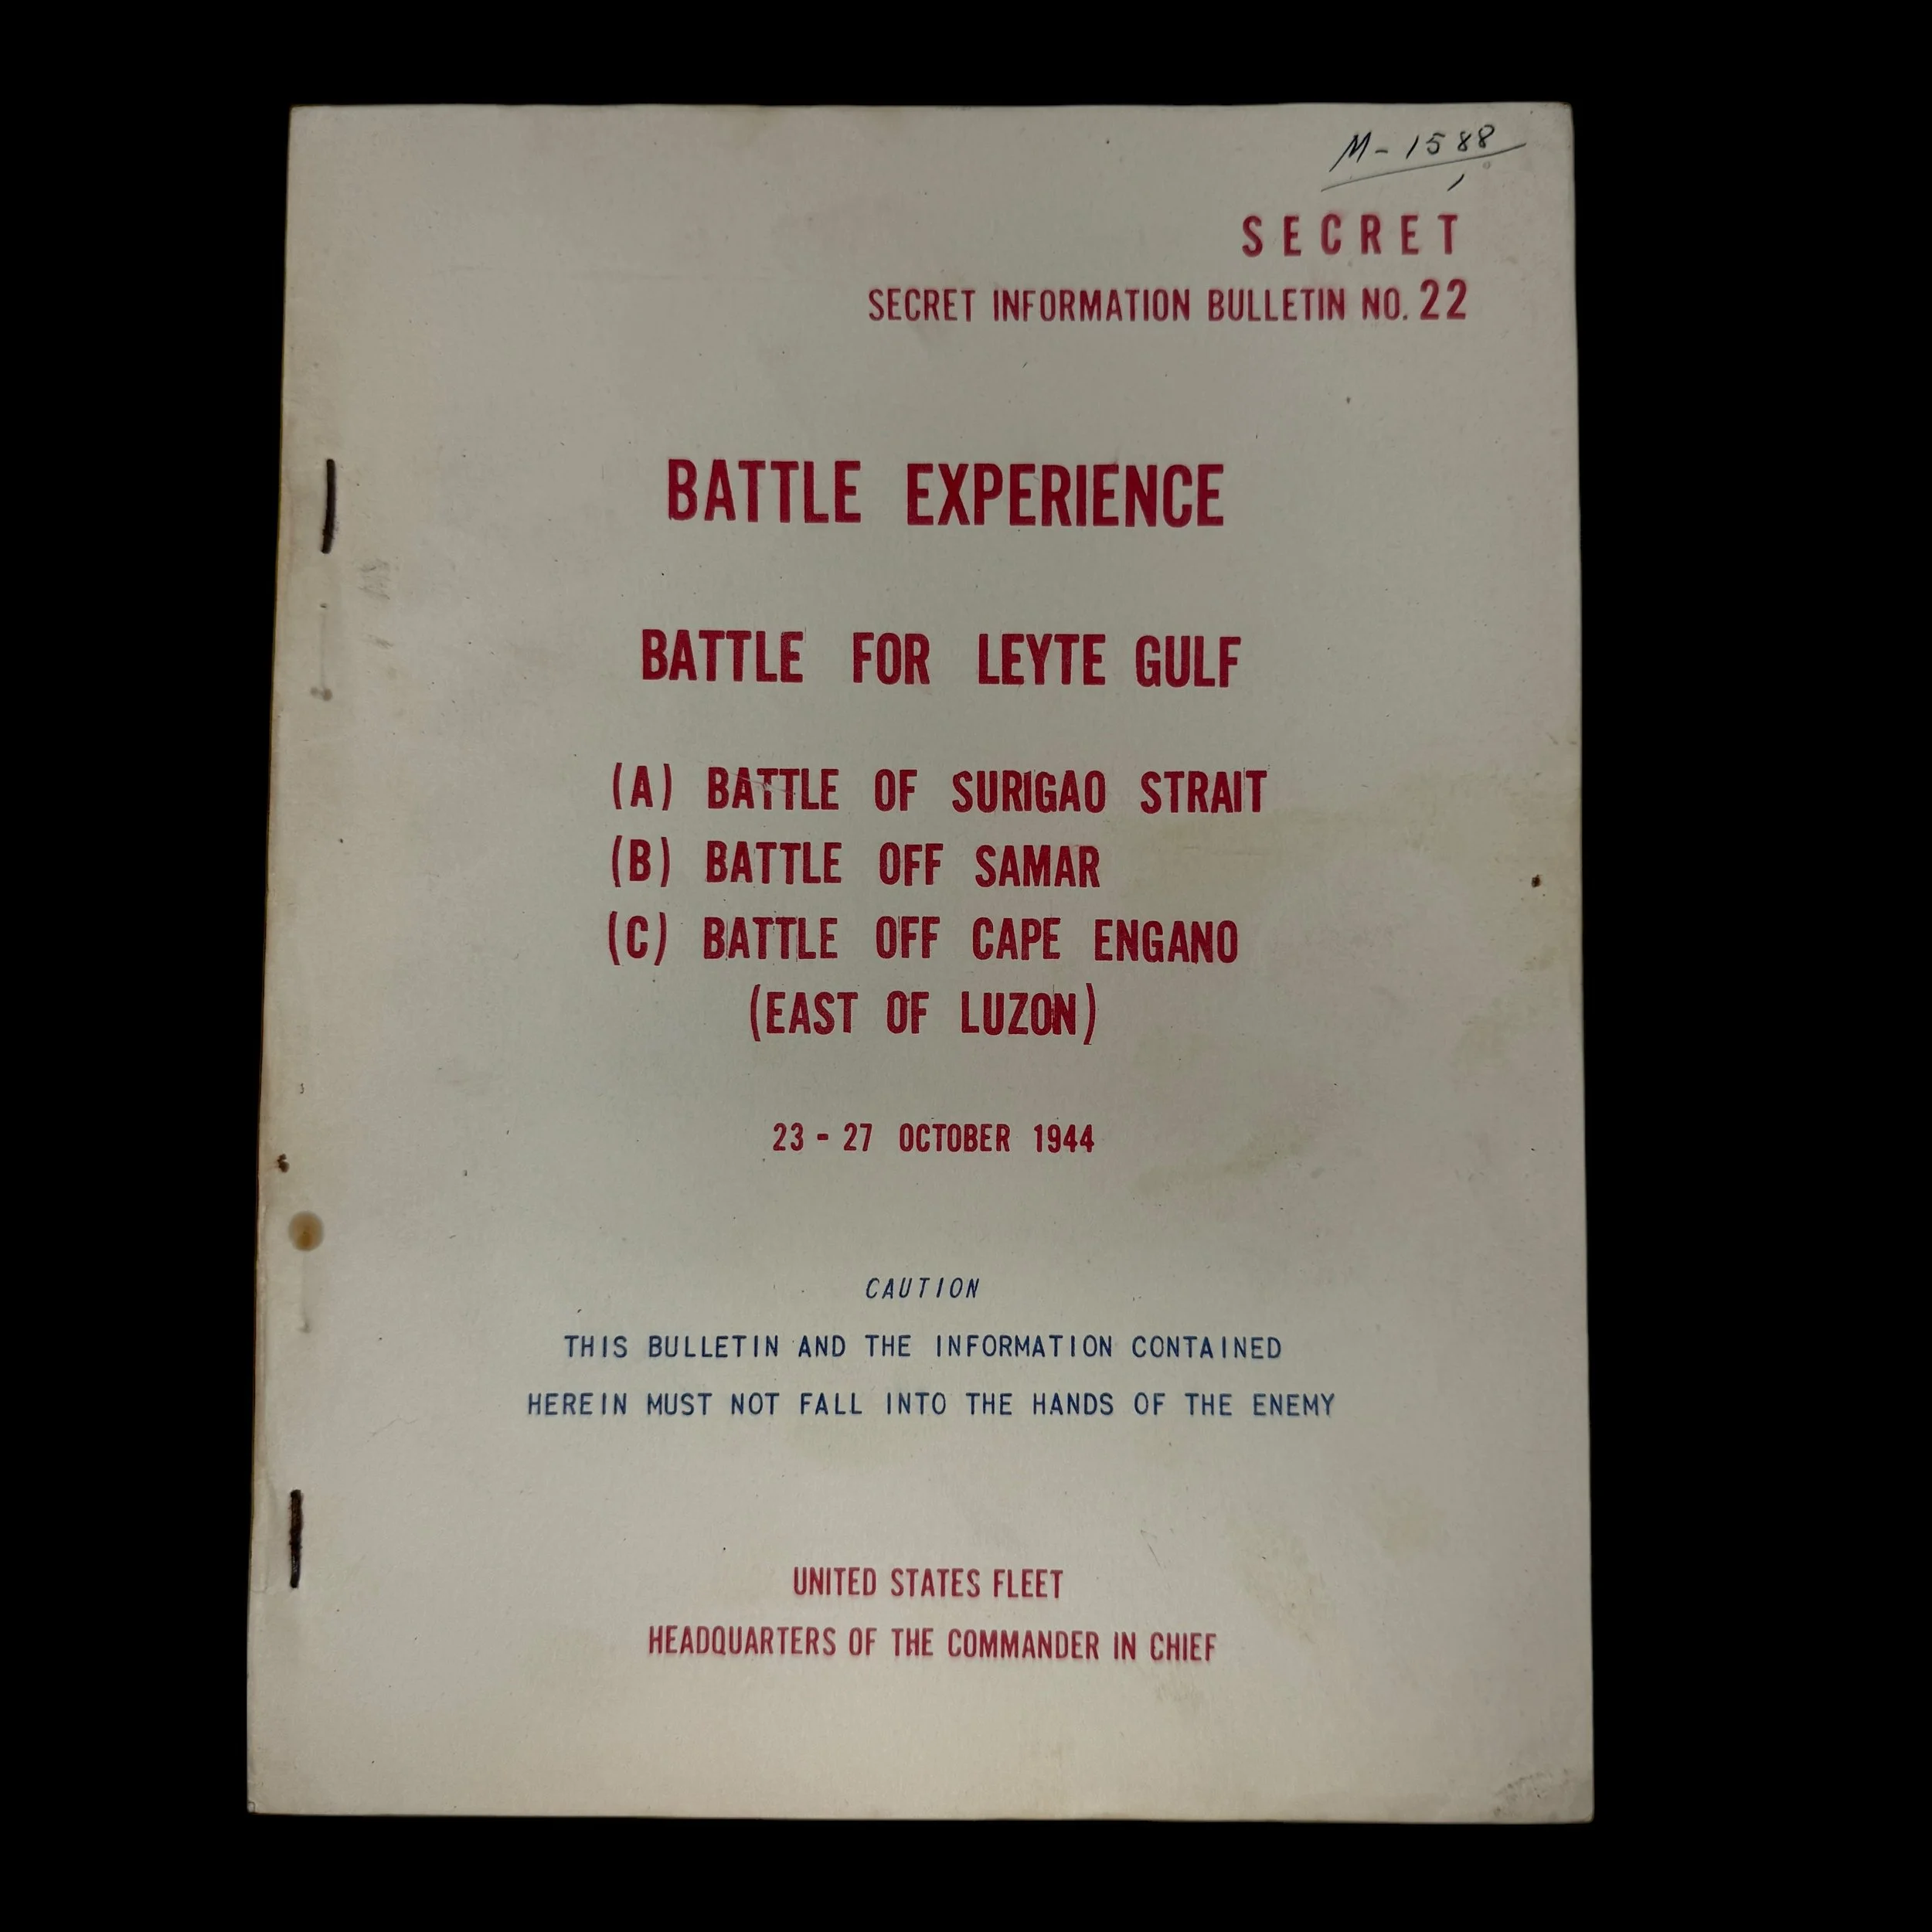 M-1588
SECRET
SECRET INFORMATION BULLETIN NO. 22
BATTLE EXPERIENCE
BATTLE FOR LEYTE GULF
(A) BATTLE OF SURIGAO STRAIT
(B) BATTLE OFF SAMAR
(C) BATTLE OFF CAPE ENGANO
(EAST OF LUZON)
23 - 27 OCTOBER 1944
CAUTION
THIS BULLETIN AND THE INFORMATION CONTAINED
HEREIN MUST NOT FALL INTO THE HANDS OF THE ENEMY
UNITED STATES FLEET
HEADQUARTERS OF THE COMMANDER IN CHIEF